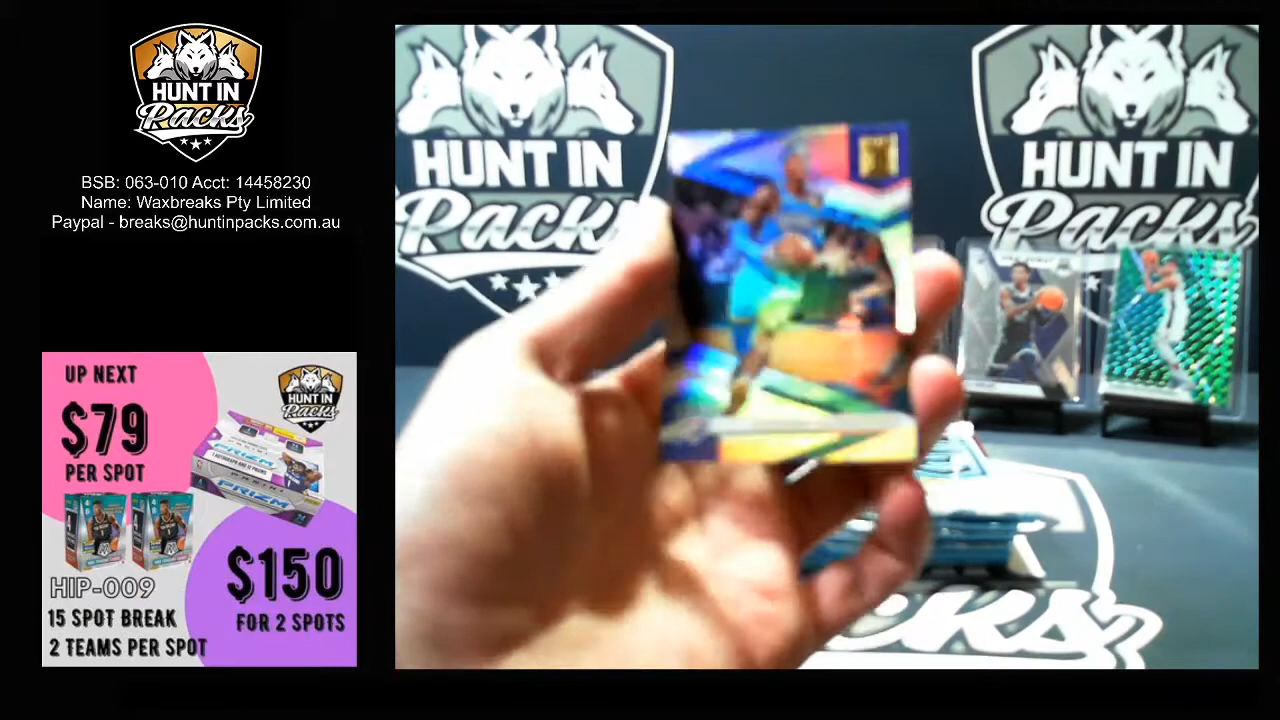 HUNT IN
Packs
BSB: 063-010 Acct: 14458230
Name: Waxbreaks Pty Limited
Paypal - breaks@huntinpacks.com.au
UP NEXT
$79
PER SPOT
HUNT IN
Packs
PRIZM
PRIZM
HIP-009
15 SPOT BREAK
2 TEAMS PER SPOT
$150
FOR 2 SPOTS
HUNT IN
Packs
HUNT IN
Packs